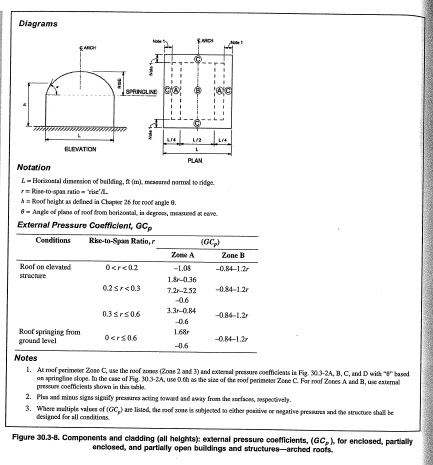 Diagrams
Note 1
₵ ARCH
Note 1
₵ ARCH
C
Note 1
RISE
SPRINGLINE
C A B A C
h
Note 1
C
L
L/4 L/2 L/4
L
ELEVATION
PLAN
Notation
L = Horizontal dimension of building, ft (m), measured normal to ridge.
r = Rise-to-span ratio = 'rise'/L.
h = Roof height as defined in Chapter 26 for roof angle θ.
θ = Angle of plane of roof from horizontal, in degrees, measured at eave.
External Pressure Coefficient, GCp
Conditions Rise-to-Span Ratio, r (GCp)
Zone A Zone B
Roof on elevated structure 0 < r < 0.2 −1.08 −0.84–1.2r
1.8r–0.36
0.2 ≤ r < 0.3 7.2r–2.52 −0.84–1.2r
−0.6
0.3 ≤ r ≤ 0.6 3.3r–0.84 −0.84–1.2r
−0.6
Roof springing from ground level 0 < r ≤ 0.6 1.68r −0.84–1.2r
−0.6
Notes
1. At roof perimeter Zone C, use the roof zones (Zone 2 and 3) and external pressure coefficients in Fig. 30.3-2A, B, C, and D with "θ" based
on springline slope. In the case of Fig. 30.3-2A, use 0.6h as the size of the roof perimeter Zone C. For roof Zones A and B, use external
pressure coefficients shown in this table.
2. Plus and minus signs signify pressures acting toward and away from the surfaces, respectively.
3. Where multiple values of (GCp) are listed, the roof zone is subjected to either positive or negative pressures and the structure shall be
designed for all conditions.
Figure 30.3-8. Components and cladding (all heights): external pressure coefficients, (GCp), for enclosed, partially
enclosed, and partially open buildings and structures—arched roofs.